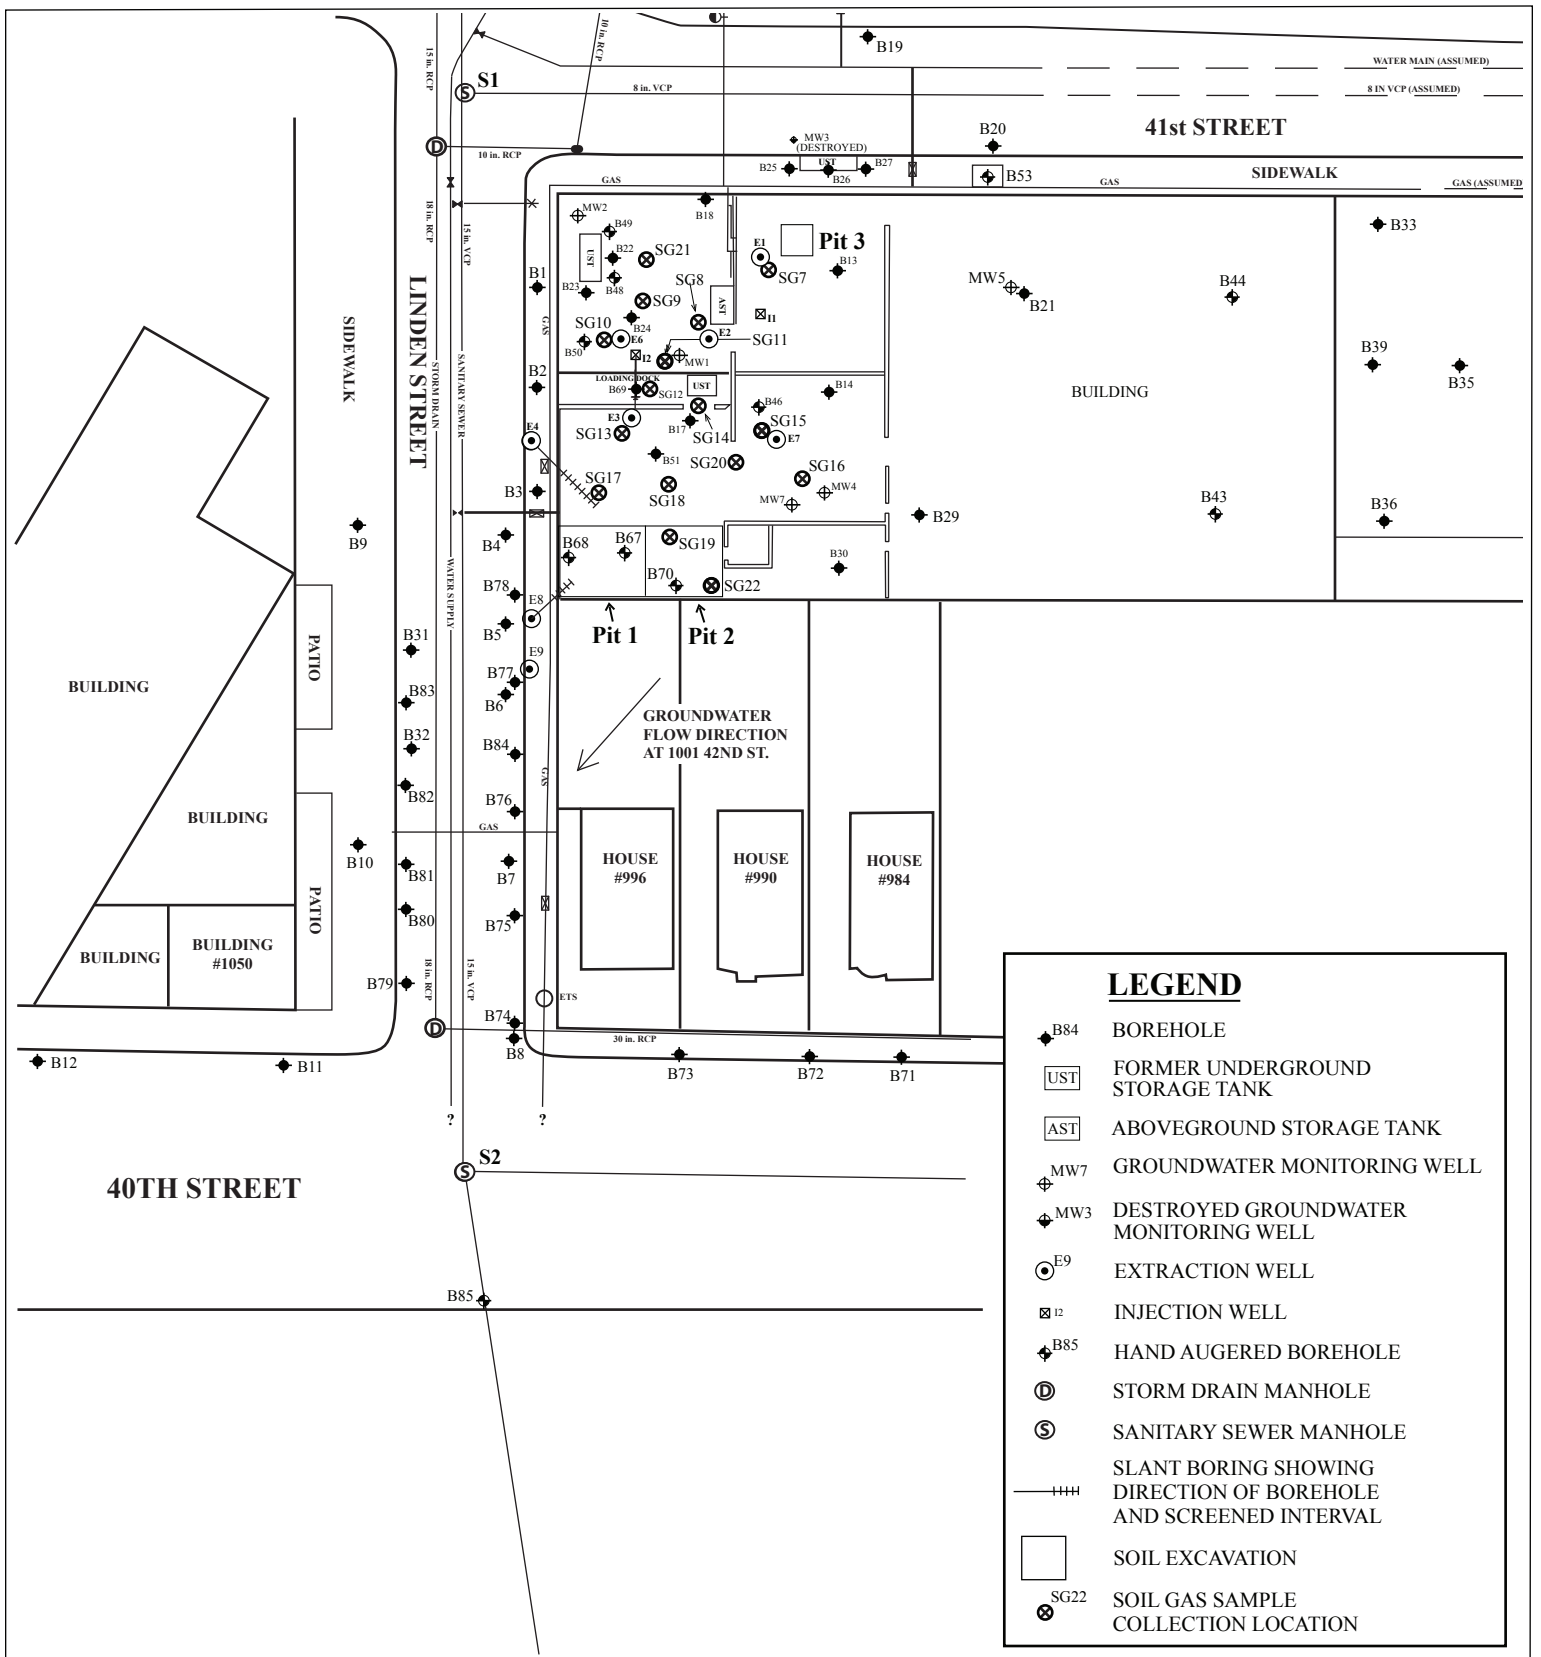 B19
WATER MAIN (ASSUMED)
10 in. RCP
15 in. RCP
S1
8 in. VCP
8 IN VCP (ASSUMED)
S
41st STREET
B20
MW3
(DESTROYED)
D
10 in. RCP
B25
UST
B26
B27
B53
SIDEWALK
GAS
GAS
GAS (ASSUMED
18 in. RCP
15 in. VCP
MW2
B18
B49
UST
B22
SG21
E1
Pit 3
B33
B1
B23
B48
SG8
SG7
B13
MW5
B21
B44
SG9
AST
LINDEN STREET
SIDEWALK
GAS
SG10
B24
E6
E2
I1
B50
I2
MW1
SG11
STORM DRAIN
SANITARY SEWER
B2
LOADING DOCK
B69
SG12
UST
B14
BUILDING
B39
B35
E4
E3
SG13
B17
SG14
B46
SG15
E7
B51
SG20
B3
SG17
SG18
SG16
MW7
MW4
B43
B36
B29
B9
B4
B68
B67
SG19
WATER SUPPLY
B78
B70
SG22
B30
E8
B5
Pit 1
Pit 2
B31
PATIO
E9
B77
BUILDING
B83
B6
GROUNDWATER
FLOW DIRECTION
AT 1001 42ND ST.
B32
B84
GAS
B82
B76
BUILDING
GAS
B10
B81
B7
HOUSE
#996
HOUSE
#990
HOUSE
#984
PATIO
B80
B75
BUILDING
BUILDING
#1050
18 in. RCP
15 in. VCP
B79
ETS
B74
D
B8
30 in. RCP
B12
B11
B73
B72
B71
?
?
S2
S
40TH STREET
B85
LEGEND
B84 BOREHOLE
UST FORMER UNDERGROUND
STORAGE TANK
AST ABOVEGROUND STORAGE TANK
MW7 GROUNDWATER MONITORING WELL
MW3 DESTROYED GROUNDWATER
MONITORING WELL
E9 EXTRACTION WELL
I2 INJECTION WELL
B85 HAND AUGERED BOREHOLE
D STORM DRAIN MANHOLE
S SANITARY SEWER MANHOLE
SLANT BORING SHOWING
DIRECTION OF BOREHOLE
AND SCREENED INTERVAL
SOIL EXCAVATION
SG22 SOIL GAS SAMPLE
COLLECTION LOCATION